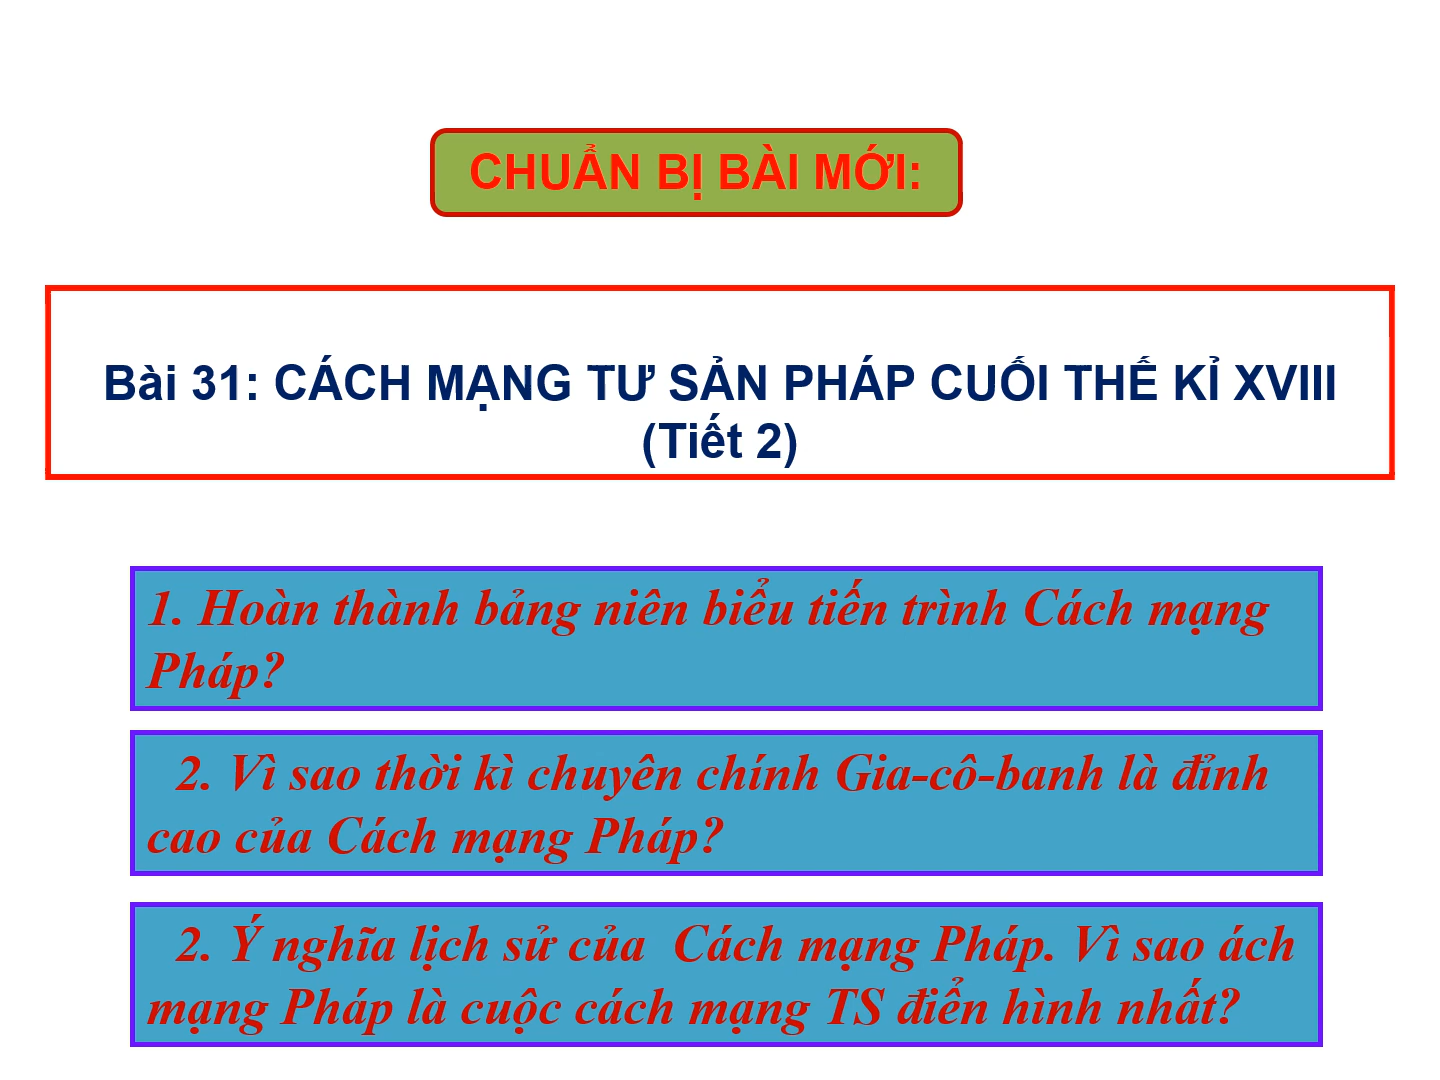 CHUẨN BỊ BÀI MỚI:
Bài 31: CÁCH MẠNG TƯ SẢN PHÁP CUỐI THẾ KỈ XVIII
(Tiết 2)
1. Hoàn thành bảng niên biểu tiến trình Cách mạng
Pháp?
2. Vì sao thời kì chuyên chính Gia-cô-banh là đỉnh
cao của Cách mạng Pháp?
2. Ý nghĩa lịch sử của Cách mạng Pháp. Vì sao ách
mạng Pháp là cuộc cách mạng TS điển hình nhất?